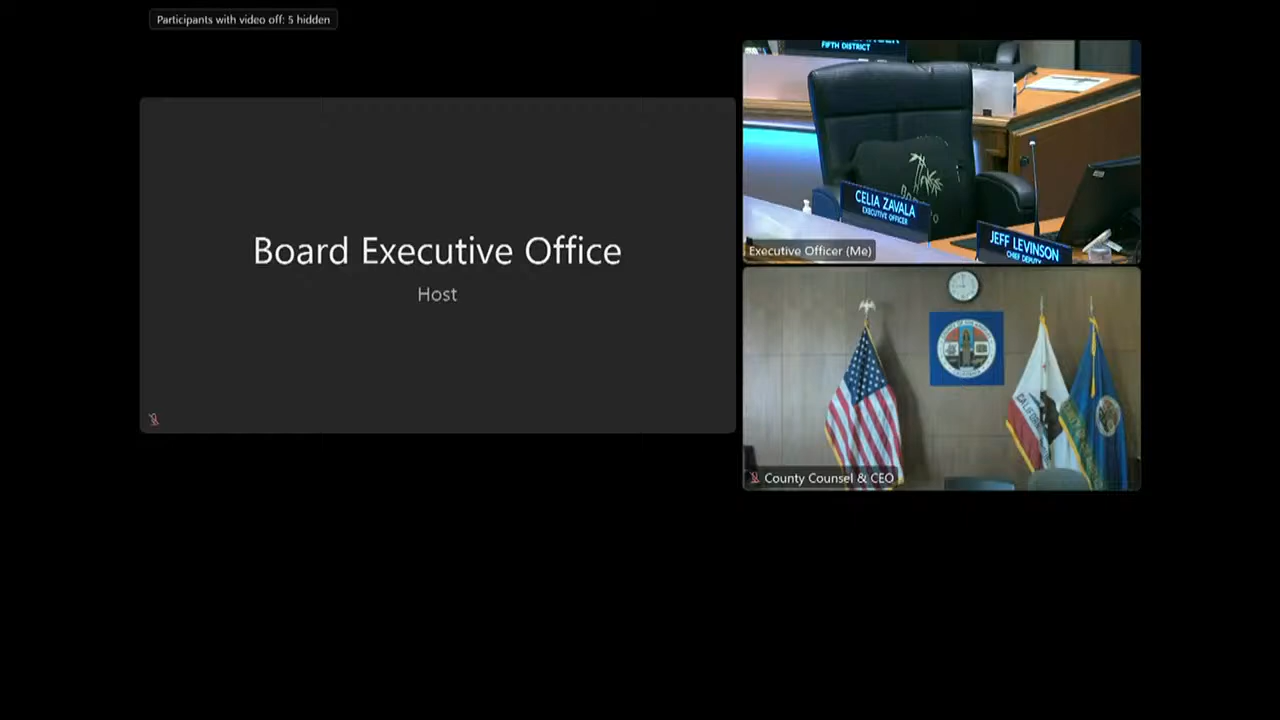 Participants with video off: 5 hidden
Board Executive Office
Host
FIFTH DISTRICT
CELIA ZAVALA
EXECUTIVE OFFICER
JEFF LEVINSON
CHIEF DEPUTY
Executive Officer (Me)
County Counsel & CEO